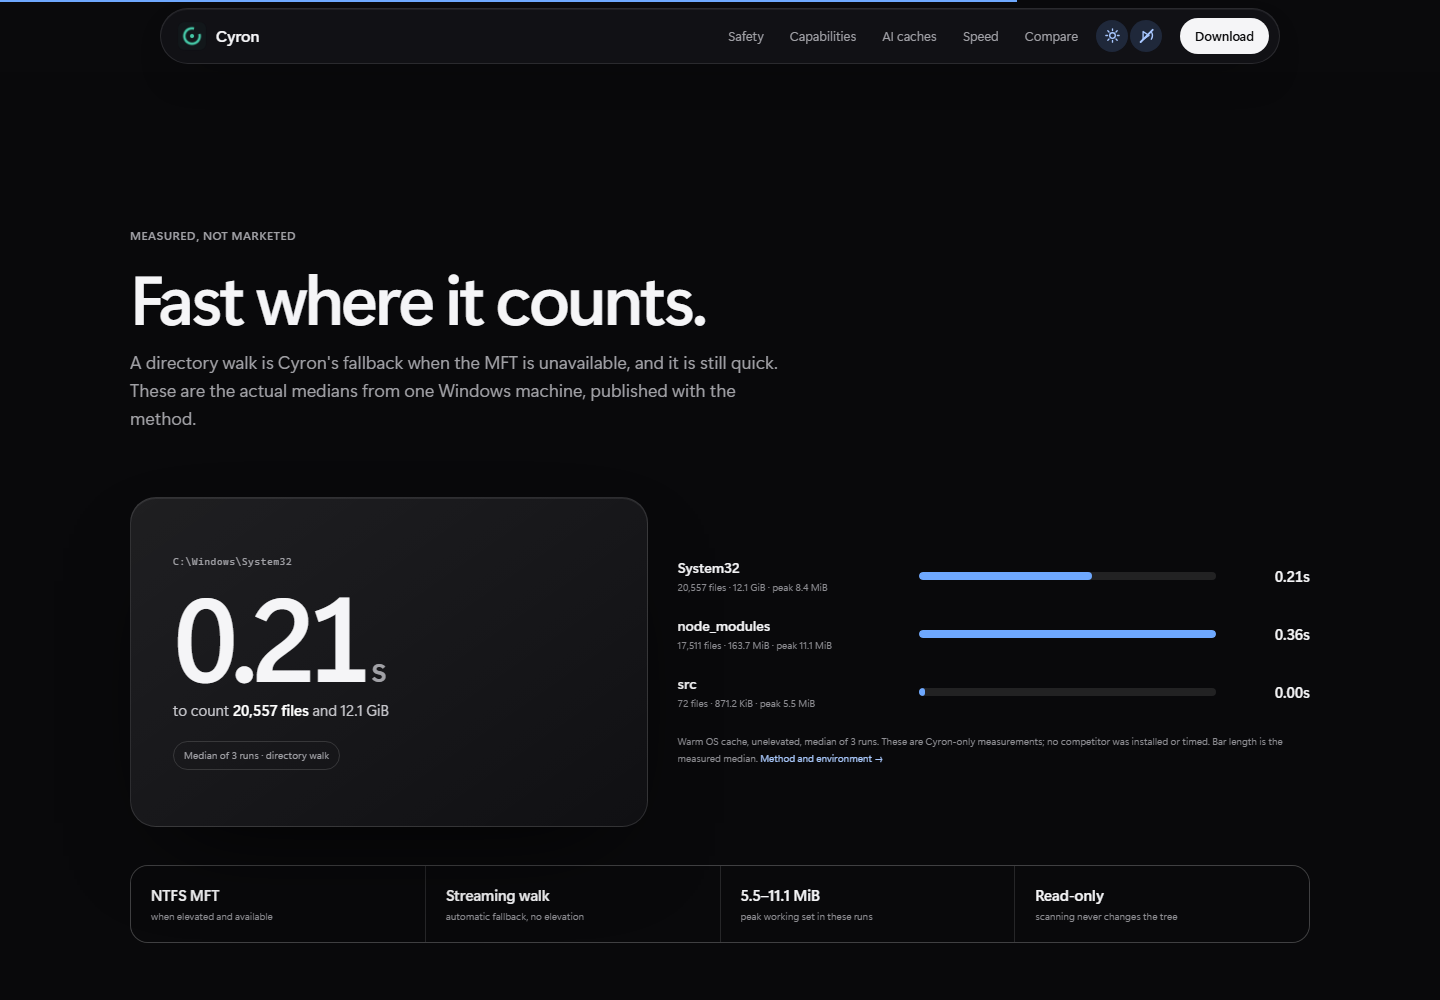 Cyron
Safety
Capabilities
AI caches
Speed
Compare
Download
MEASURED, NOT MARKETED
Fast where it counts.
A directory walk is Cyron's fallback when the MFT is unavailable, and it is still quick.
These are the actual medians from one Windows machine, published with the
method.
C:\Windows\System32
0.21 s
to count 20,557 files and 12.1 GiB
Median of 3 runs · directory walk
System32
20,557 files · 12.1 GiB · peak 8.4 MiB
0.21s
node_modules
17,511 files · 163.7 MiB · peak 11.1 MiB
0.36s
src
72 files · 871.2 KiB · peak 5.5 MiB
0.00s
Warm OS cache, unelevated, median of 3 runs. These are Cyron-only measurements; no competitor was installed or timed. Bar length is the
measured median. Method and environment →
NTFS MFT
when elevated and available
Streaming walk
automatic fallback, no elevation
5.5–11.1 MiB
peak working set in these runs
Read-only
scanning never changes the tree